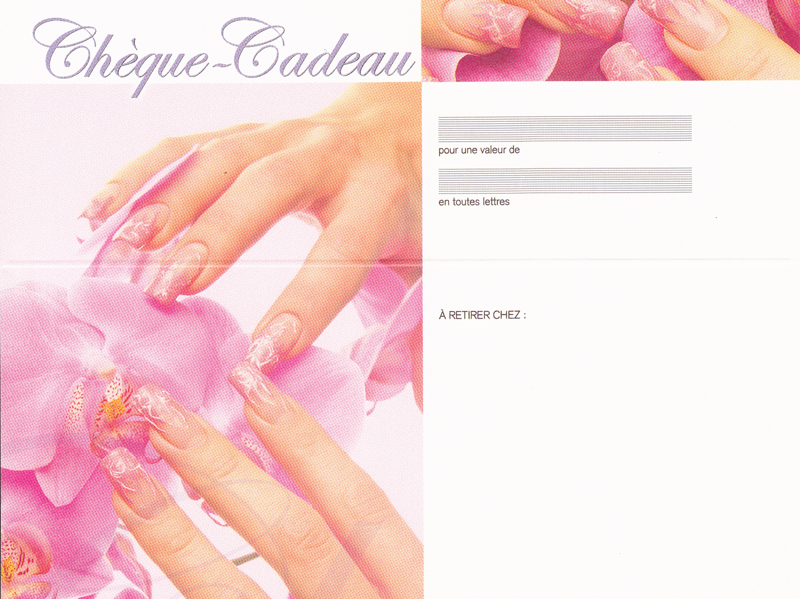 Chèque-Cadeau
pour une valeur de
en toutes lettres
À RETIRER CHEZ :